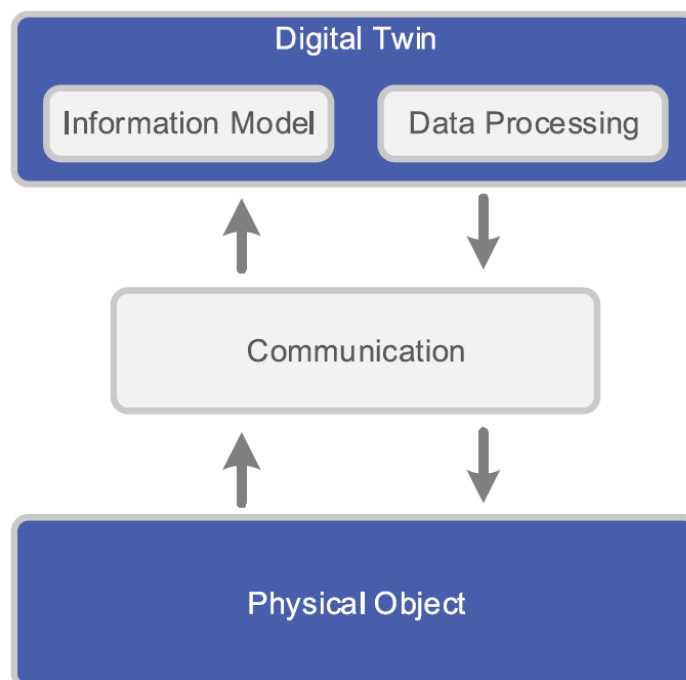 Digital Twin
Information Model
Data Processing
Communication
Physical Object